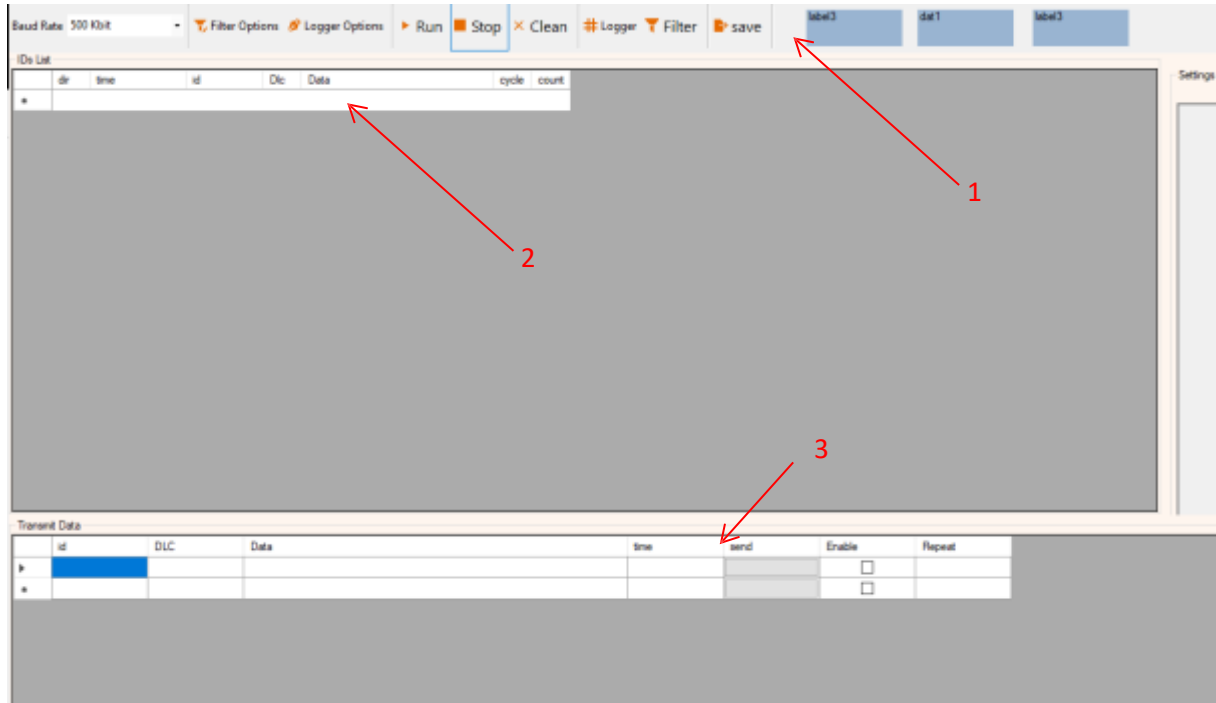 Baud Rate 500 Kbit Filter Options Logger Options Run Stop Clean Logger Filter save label3 dat1 label3
IDs List
Settings
dir time id Dlc Data cycle count
1
2
3
Transmit Data
id DLC Data time send Enable Repeat